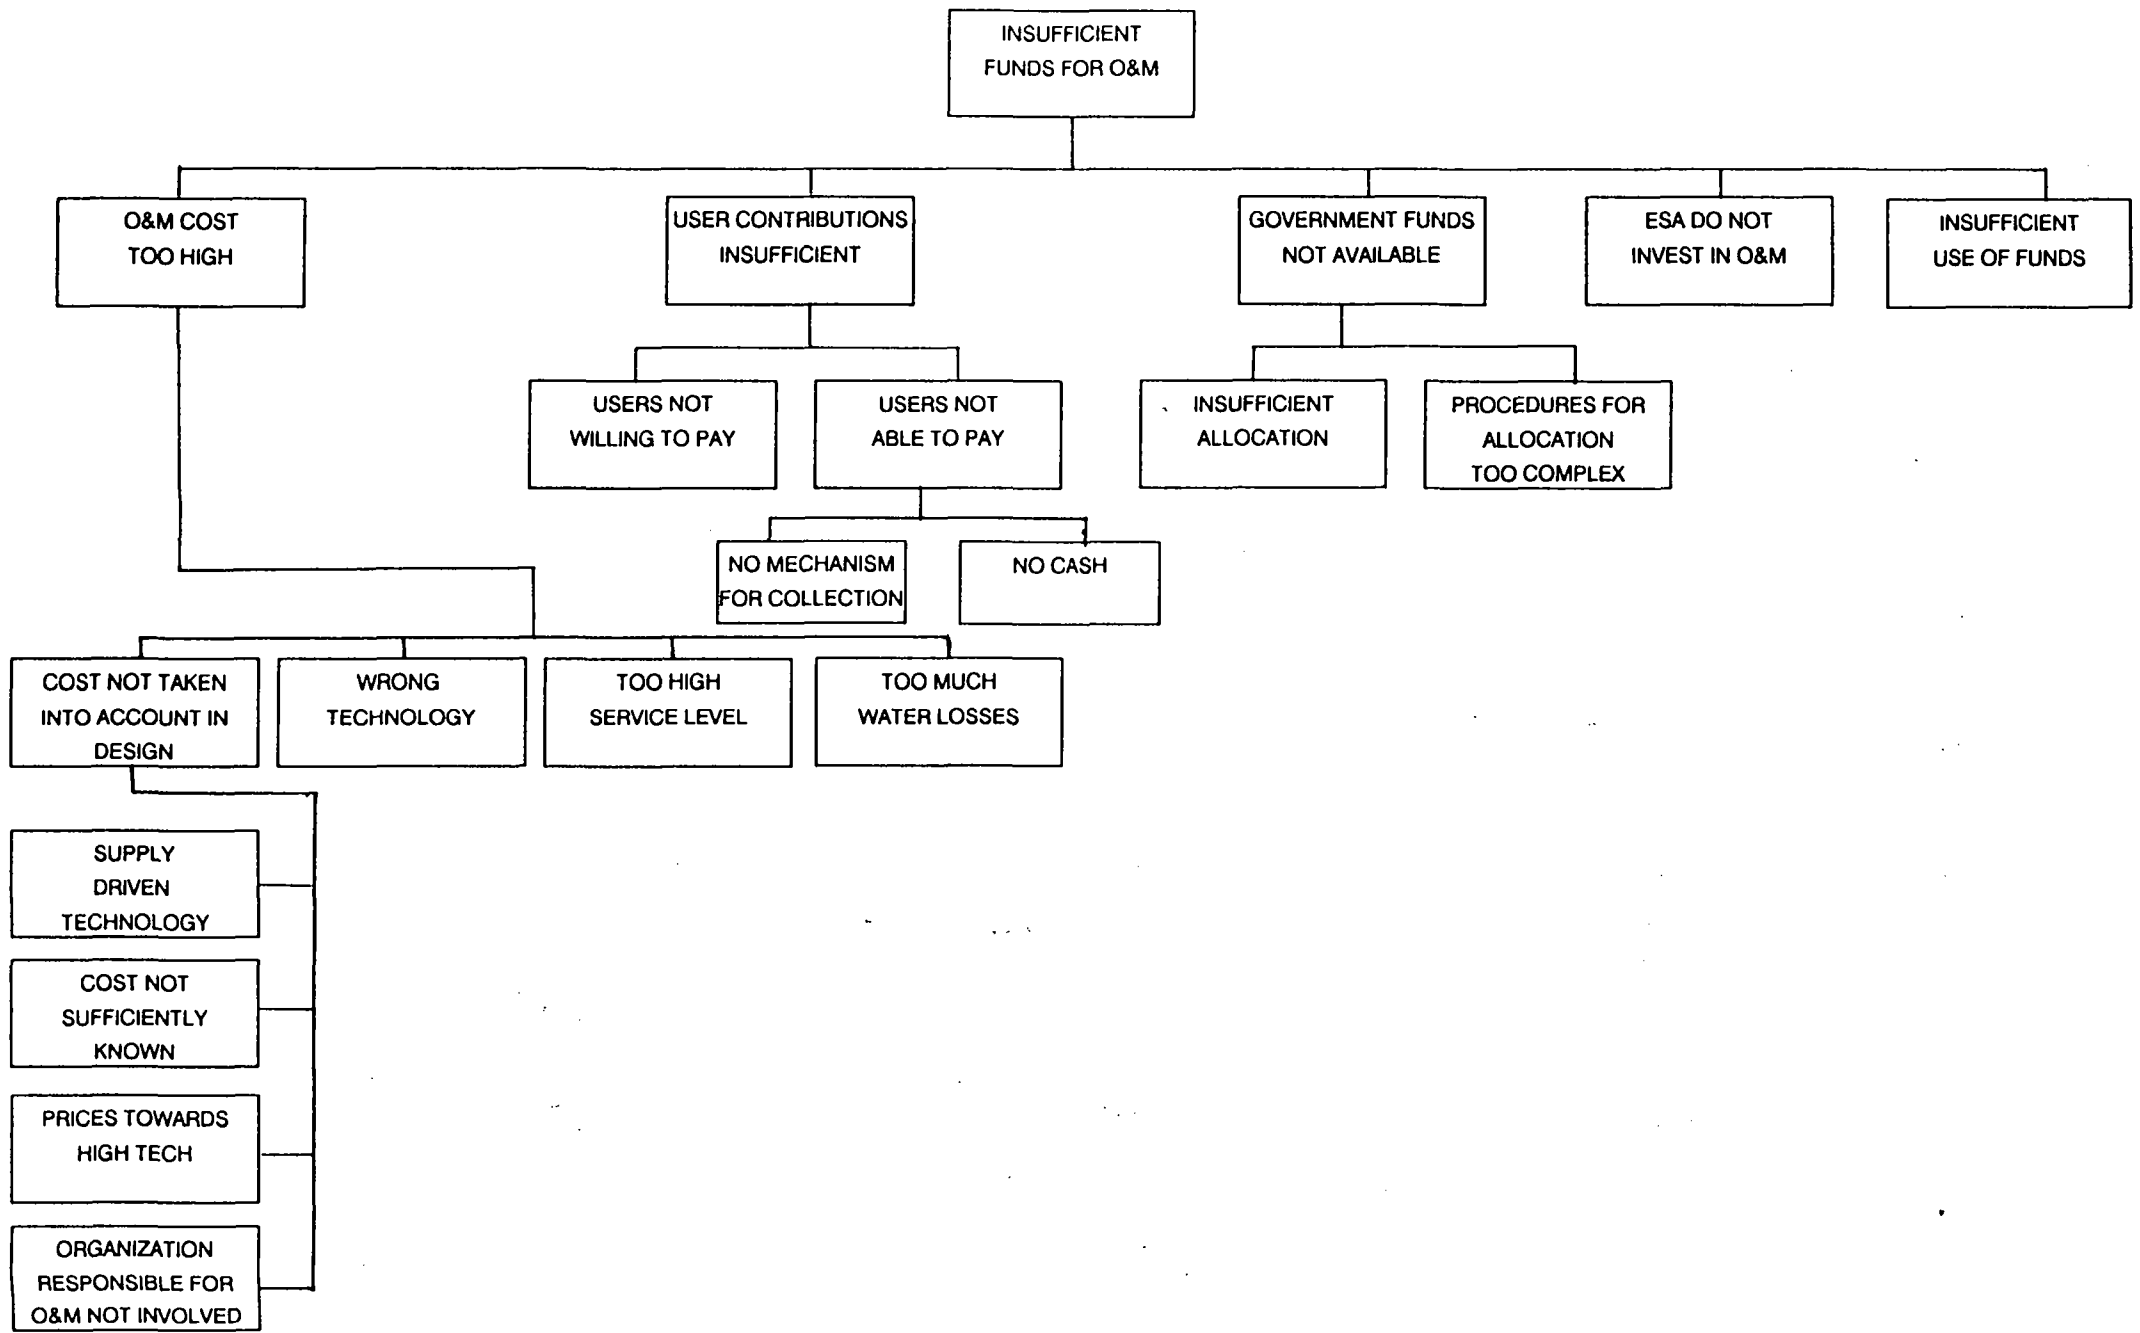 INSUFFICIENT
FUNDS FOR O&M
O&M COST
TOO HIGH
USER CONTRIBUTIONS
INSUFFICIENT
GOVERNMENT FUNDS
NOT AVAILABLE
ESA DO NOT
INVEST IN O&M
INSUFFICIENT
USE OF FUNDS
USERS NOT
WILLING TO PAY
USERS NOT
ABLE TO PAY
INSUFFICIENT
ALLOCATION
PROCEDURES FOR
ALLOCATION
TOO COMPLEX
NO MECHANISM
FOR COLLECTION
NO CASH
COST NOT TAKEN
INTO ACCOUNT IN
DESIGN
WRONG
TECHNOLOGY
TOO HIGH
SERVICE LEVEL
TOO MUCH
WATER LOSSES
SUPPLY
DRIVEN
TECHNOLOGY
COST NOT
SUFFICIENTLY
KNOWN
PRICES TOWARDS
HIGH TECH
ORGANIZATION
RESPONSIBLE FOR
O&M NOT INVOLVED